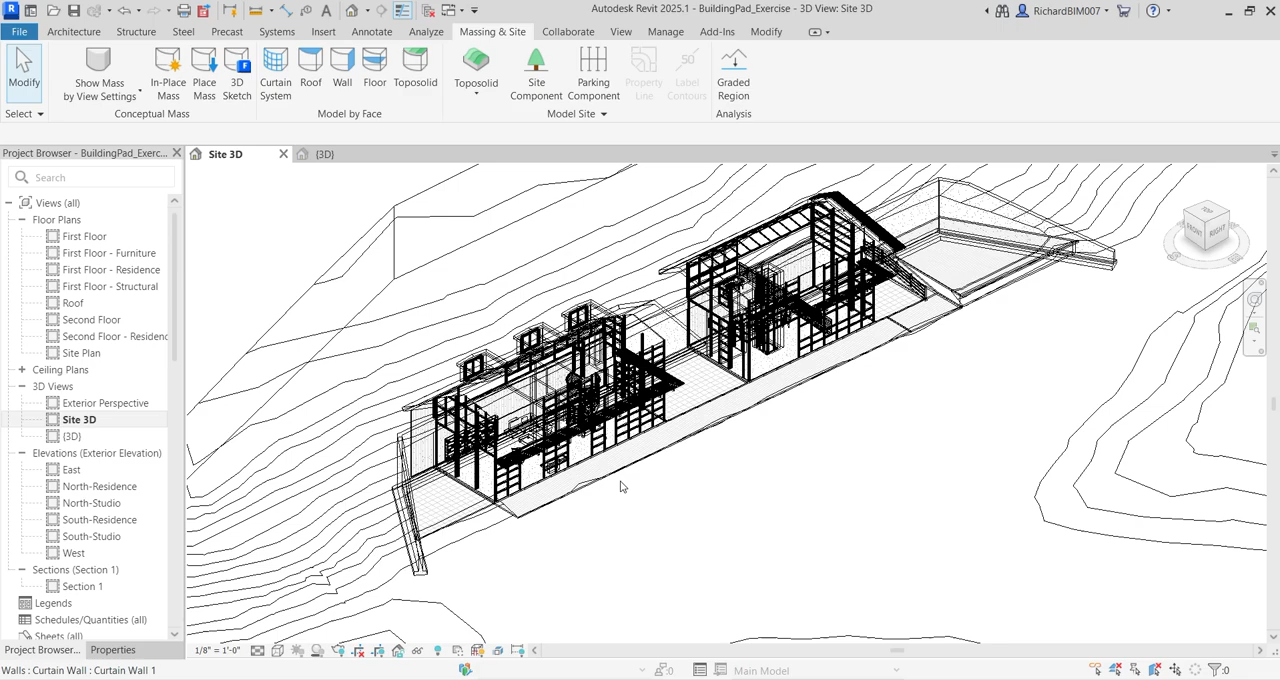 Autodesk Revit 2025.1 - BuildingPad_Exercise - 3D View: Site 3D
RichardBIM007
File
Architecture
Structure
Steel
Precast
Systems
Insert
Annotate
Analyze
Massing & Site
Collaborate
View
Manage
Add-Ins
Modify
Modify
Show Mass
by View Settings
In-Place
Mass
Place
Mass
3D
Sketch
Curtain
System
Roof
Wall
Floor
Toposolid
Toposolid
Site
Component
Parking
Component
Property
Line
Label
Contours
Graded
Region
Select
Conceptual Mass
Model by Face
Model Site
Analysis
Project Browser - BuildingPad_Exerc...
Site 3D
{3D}
Search
Views (all)
Floor Plans
First Floor
First Floor - Furniture
First Floor - Residence
First Floor - Structural
Roof
Second Floor
Second Floor - Residenc
Site Plan
Ceiling Plans
3D Views
Exterior Perspective
Site 3D
{3D}
Elevations (Exterior Elevation)
East
North-Residence
North-Studio
South-Residence
South-Studio
West
Sections (Section 1)
Section 1
Legends
Schedules/Quantities (all)
Sheets (all)
TOP
FRONT
RIGHT
Project Browser...
Properties
1/8" = 1'-0"
Walls : Curtain Wall : Curtain Wall 1
:0
Main Model
:0